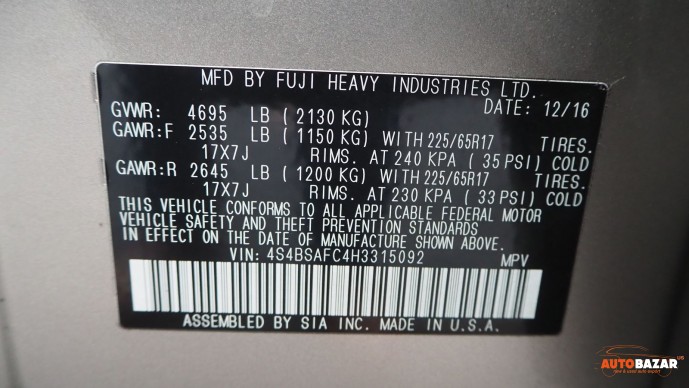 MFD BY FUJI HEAVY INDUSTRIES LTD.
DATE: 12/16
GVWR: 4695 LB (2130 KG)
GAWR:F 2535 LB (1150 KG) WITH 225/65R17 TIRES.
17X7J RIMS. AT 240 KPA (35 PSI) COLD
GAWR:R 2645 LB (1200 KG) WITH 225/65R17 TIRES.
17X7J RIMS. AT 230 KPA (33 PSI) COLD
THIS VEHICLE CONFORMS TO ALL APPLICABLE FEDERAL MOTOR
VEHICLE SAFETY AND THEFT PREVENTION STANDARDS
IN EFFECT ON THE DATE OF MANUFACTURE SHOWN ABOVE.
VIN: 4S4BSAFC4H3315092 MPV
ASSEMBLED BY SIA INC. MADE IN U.S.A.
AUTOBAZAR